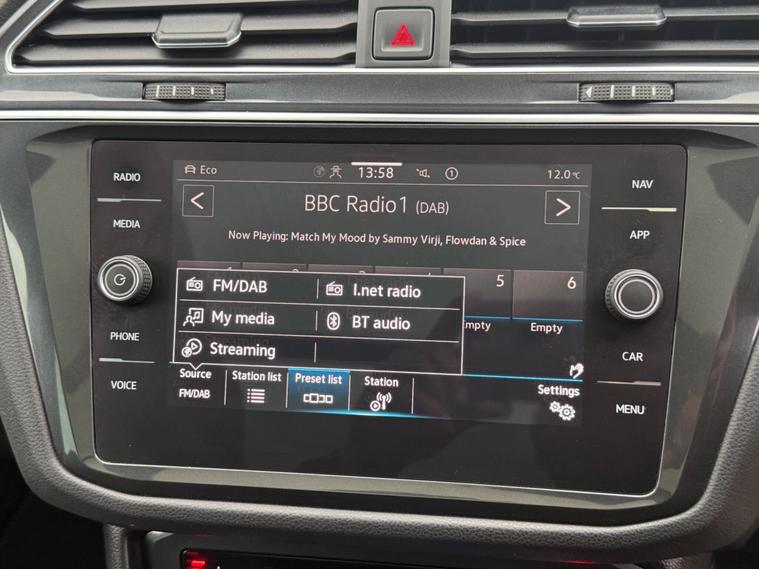 RADIO
MEDIA
PHONE
VOICE
Eco
13:58
1
12.0°C
BBC Radio1 (DAB)
Now Playing: Match My Mood by Sammy Virji, Flowdan & Spice
5
6
Empty
FM/DAB
I.net radio
My media
BT audio
Streaming
Source
FM/DAB
Station list
Preset list
Station
Settings
NAV
APP
CAR
MENU